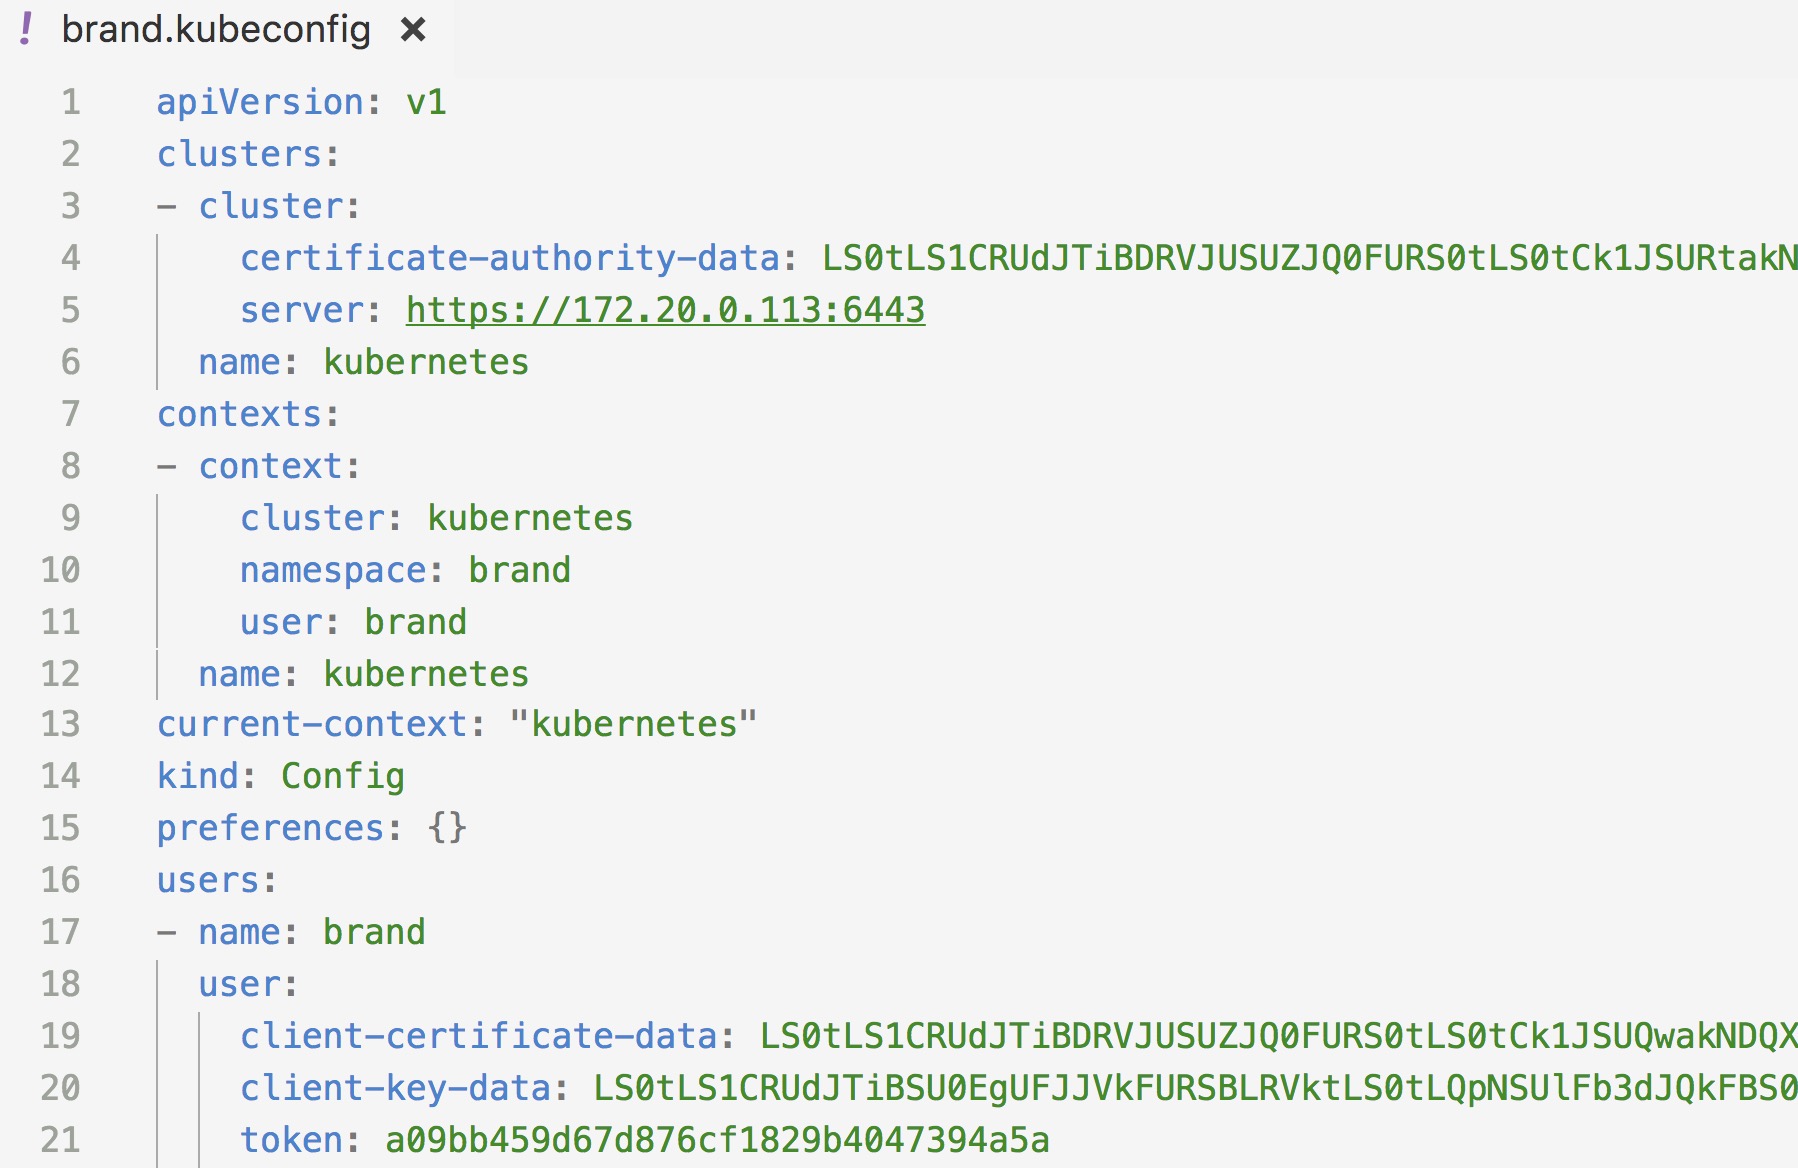 ! brand.kubeconfig ✖
1 apiVersion: v1
2 clusters:
3 - cluster:
4     certificate-authority-data: LS0tLS1CRUdJTiBDRVJUSUZJQ0FURS0tLS0tCk1JSURtakN
5     server: https://172.20.0.113:6443
6   name: kubernetes
7 contexts:
8 - context:
9     cluster: kubernetes
10     namespace: brand
11     user: brand
12   name: kubernetes
13 current-context: "kubernetes"
14 kind: Config
15 preferences: {}
16 users:
17 - name: brand
18   user:
19     client-certificate-data: LS0tLS1CRUdJTiBDRVJUSUZJQ0FURS0tLS0tCk1JSUQwakNDQX
20     client-key-data: LS0tLS1CRUdJTiBSU0EgUFJJVkFURSBLRVktLS0tLQpNSUlFb3dJQkFBS0
21     token: a09bb459d67d876cf1829b4047394a5a